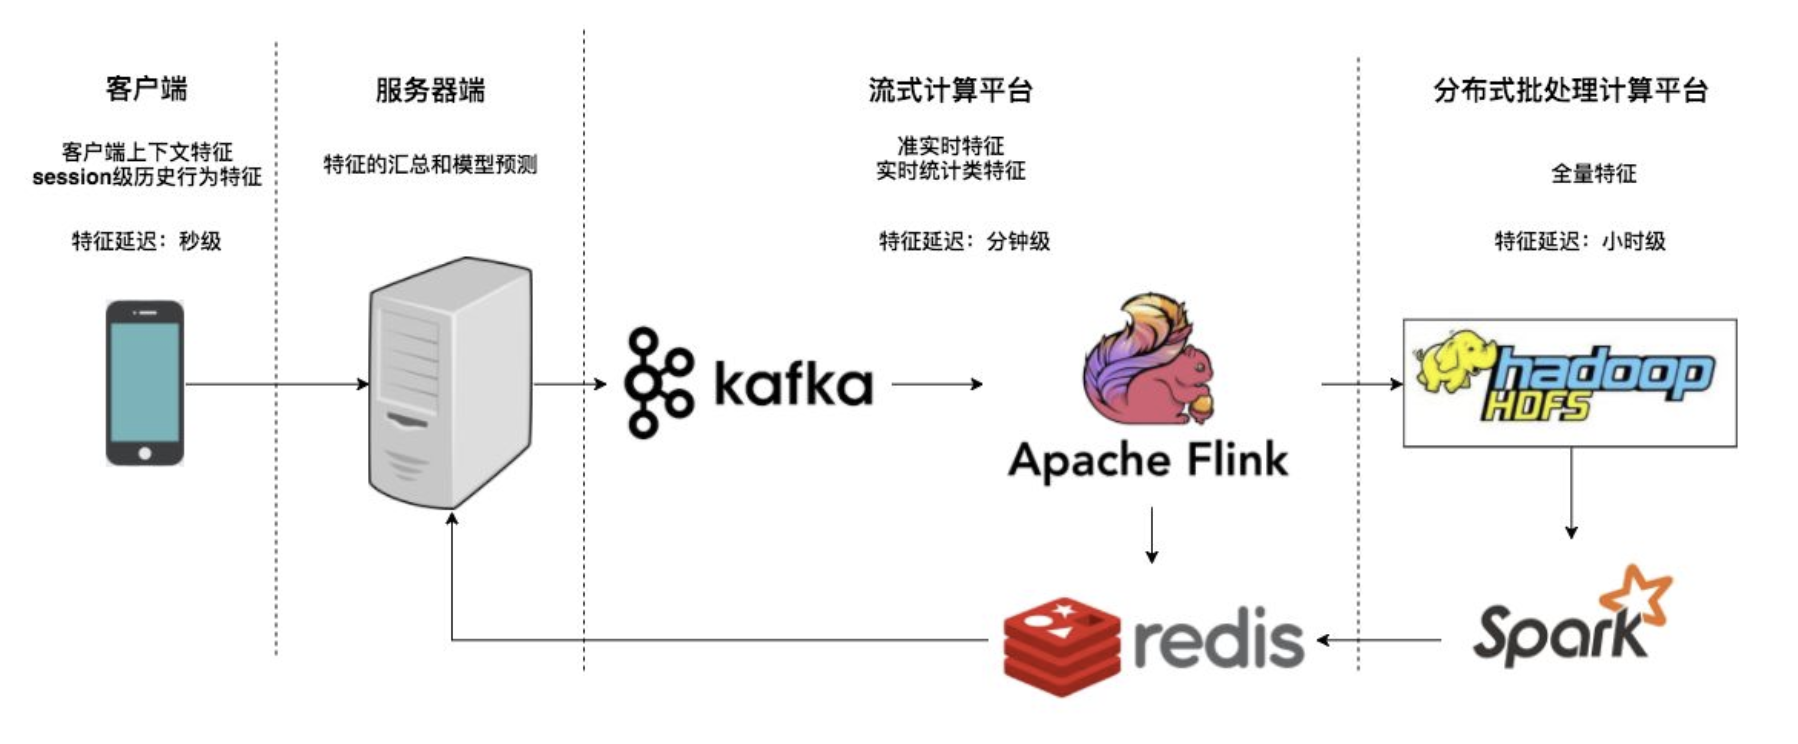 客户端
客户端上下文特征
session级历史行为特征
特征延迟：秒级
服务器端
特征的汇总和模型预测
流式计算平台
准实时特征
实时统计类特征
特征延迟：分钟级
分布式批处理计算平台
全量特征
特征延迟：小时级
kafka
Apache Flink
hadoop
HDFS
redis
Spark